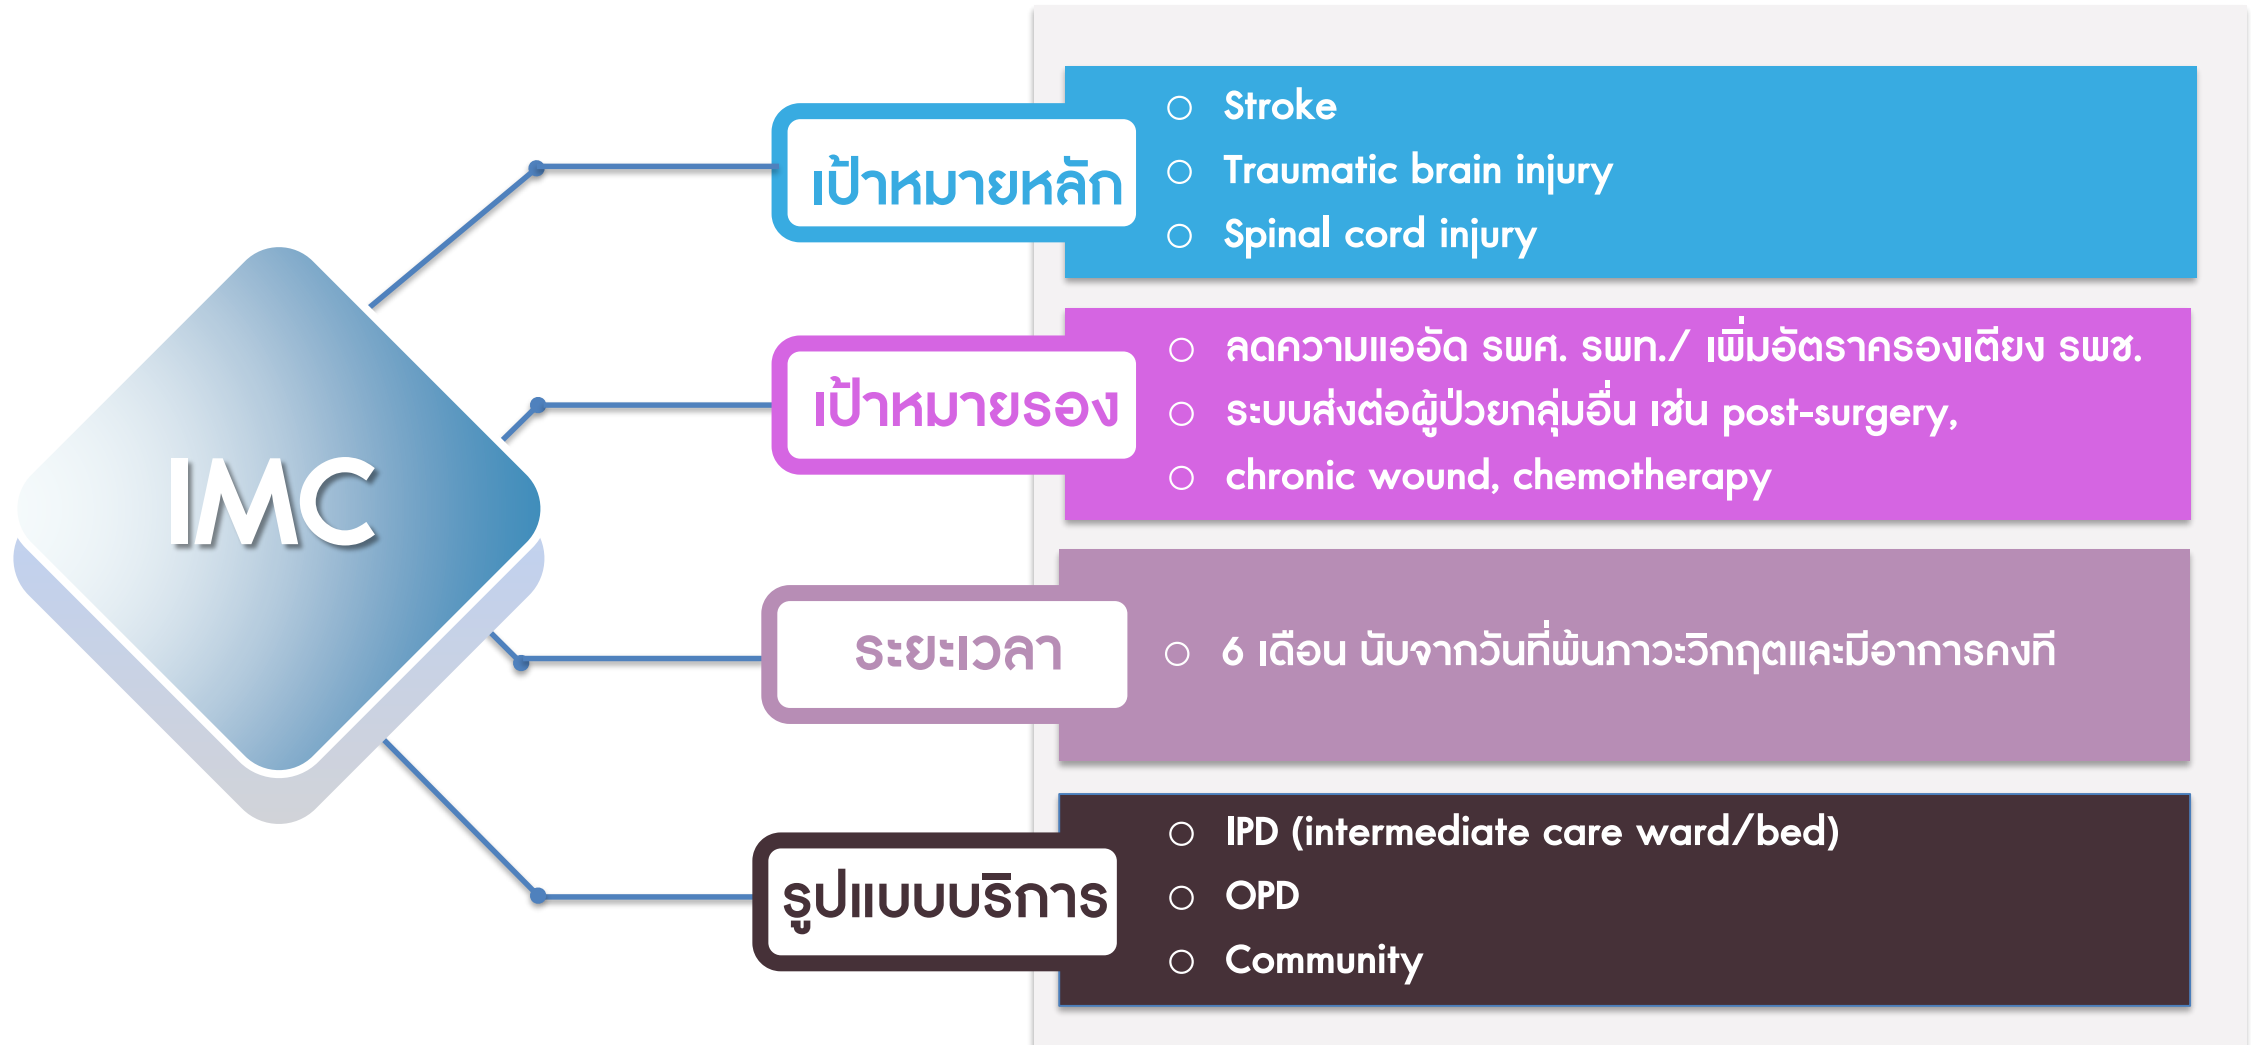 IMC
เป้าหมายหลัก
Stroke
Traumatic brain injury
Spinal cord injury
เป้าหมายรอง
ลดความแออัด รพศ. รพท./ เพิ่มอัตราครองเตียง รพช.
ระบบส่งต่อผู้ป่วยกลุ่มอื่น เช่น post-surgery,
chronic wound, chemotherapy
ระยะเวลา
6 เดือน นับจากวันที่พ้นภาวะวิกฤตและมีอาการคงที
รูปแบบบริการ
IPD (intermediate care ward/bed)
OPD
Community